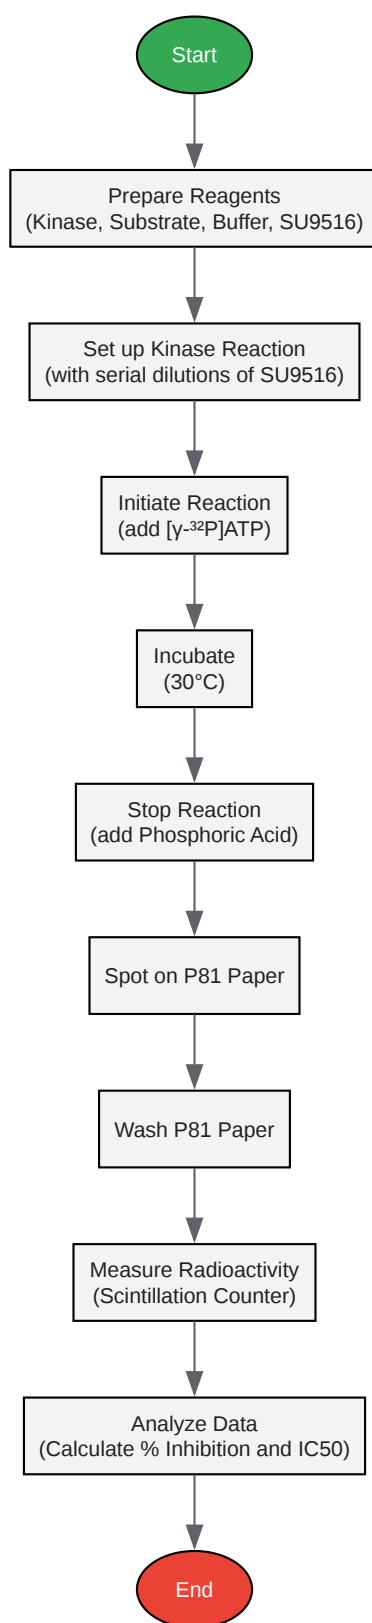 Start
Prepare Reagents
(Kinase, Substrate, Buffer, SU9516)
Set up Kinase Reaction
(with serial dilutions of SU9516)
Initiate Reaction
(add [γ-³²P]ATP)
Incubate
(30°C)
Stop Reaction
(add Phosphoric Acid)
Spot on P81 Paper
Wash P81 Paper
Measure Radioactivity
(Scintillation Counter)
Analyze Data
(Calculate % Inhibition and IC50)
End